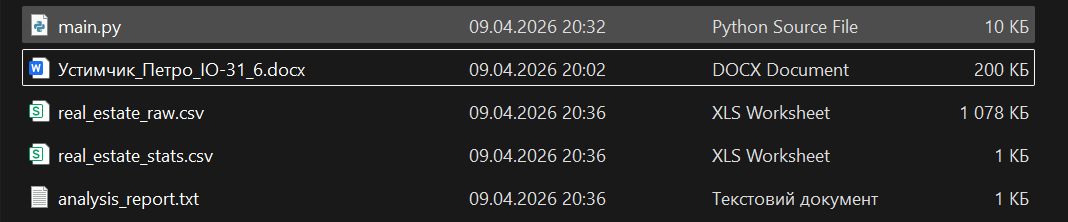 main.py 09.04.2026 20:32 Python Source File 10 КБ
Устимчик_Петро_ІО-31_6.docx 09.04.2026 20:02 DOCX Document 200 КБ
real_estate_raw.csv 09.04.2026 20:36 XLS Worksheet 1 078 КБ
real_estate_stats.csv 09.04.2026 20:36 XLS Worksheet 1 КБ
analysis_report.txt 09.04.2026 20:36 Текстовий документ 1 КБ